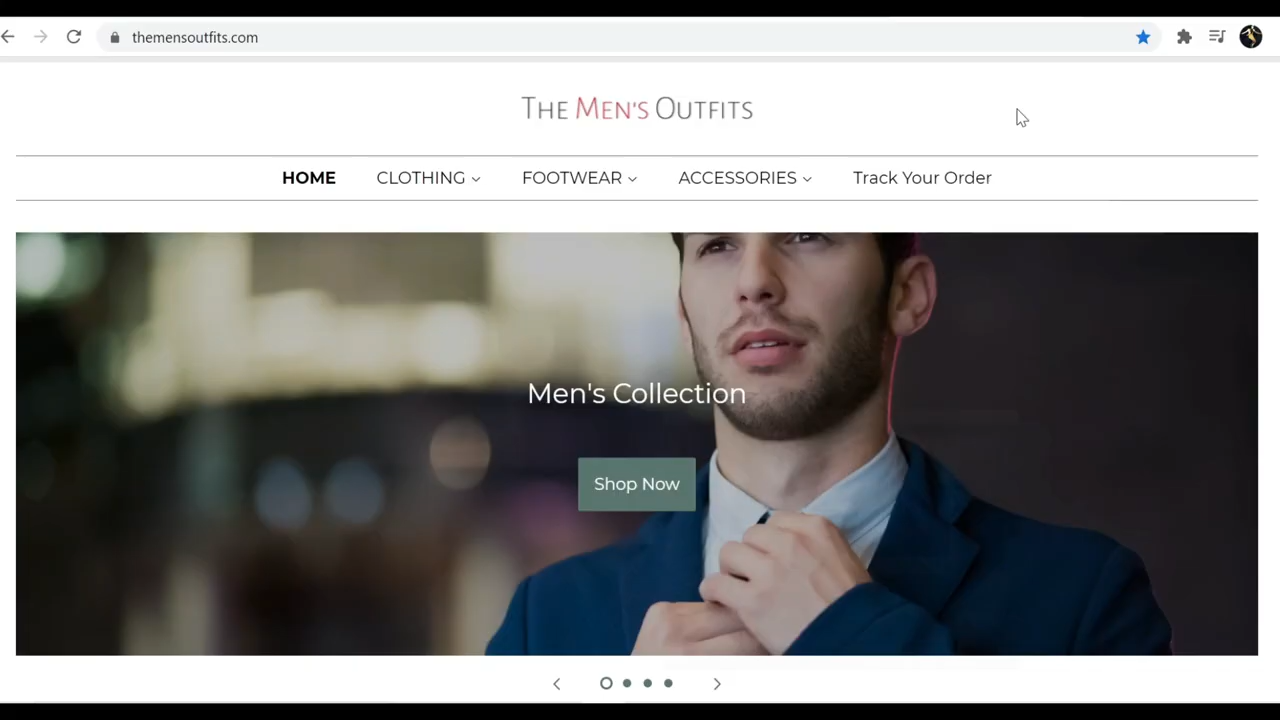 themensoutfits.com
THE MEN'S OUTFITS
HOME CLOTHING FOOTWEAR ACCESSORIES Track Your Order
Men's Collection
Shop Now